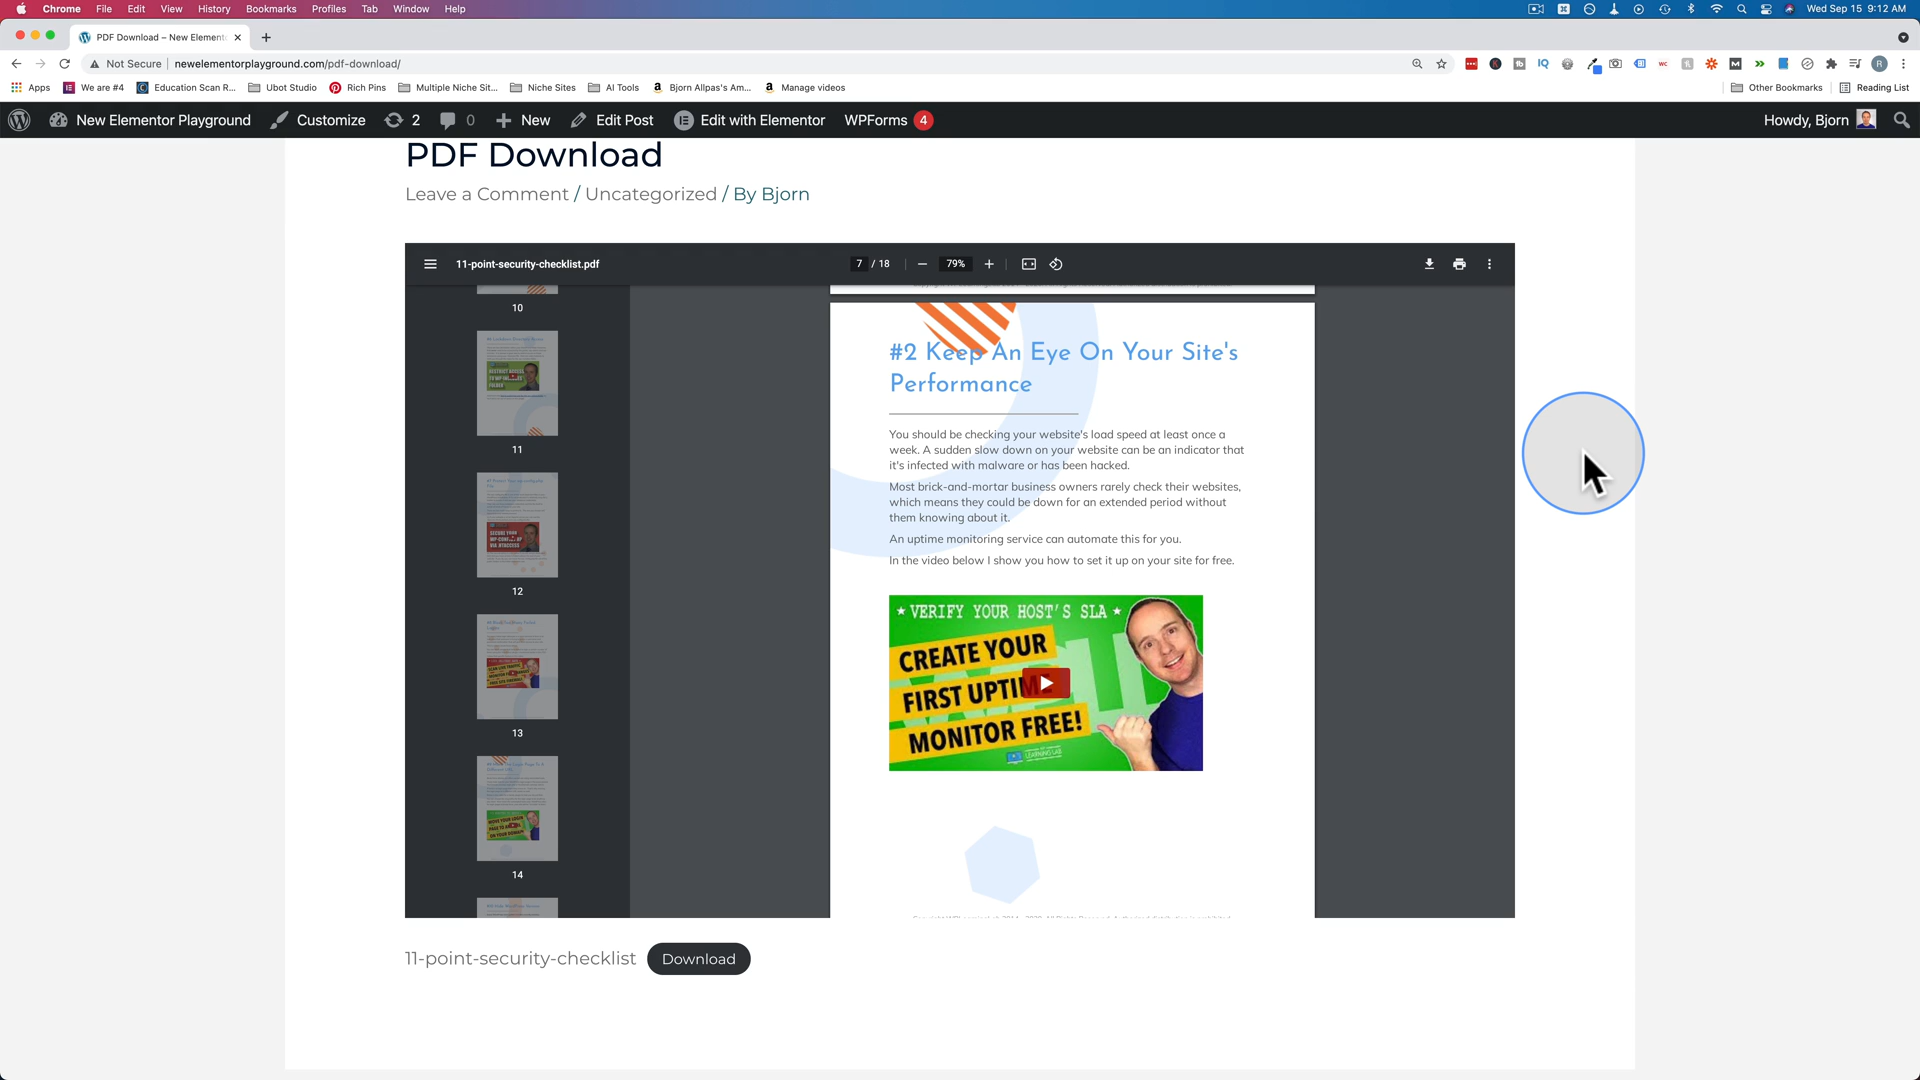 Chrome File Edit View History Bookmarks Profiles Tab Window Help Wed Sep 15 9:12 AM
PDF Download – New Element
Not Secure newelementorplayground.com/pdf-download/
Apps We are #4 Education Scan R... Ubot Studio Rich Pins Multiple Niche Sit... Niche Sites AI Tools Bjorn Allpas's Am... Manage videos Other Bookmarks Reading List
New Elementor Playground Customize 2 0 New Edit Post Edit with Elementor WPForms 4 Howdy, Bjorn
PDF Download
Leave a Comment / Uncategorized / By Bjorn
11-point-security-checklist.pdf 7 / 18 79%
10
11
12
13
14
#2 Keep An Eye On Your Site's
Performance
You should be checking your website's load speed at least once a
week. A sudden slow down on your website can be an indicator that
it's infected with malware or has been hacked.
Most brick-and-mortar business owners rarely check their websites,
which means they could be down for an extended period without
them knowing about it.
An uptime monitoring service can automate this for you.
In the video below I show you how to set it up on your site for free.
★ VERIFY YOUR HOST'S SLA ★
CREATE YOUR
FIRST UPTIME
MONITOR FREE!
LEARNING LAB
11-point-security-checklist Download